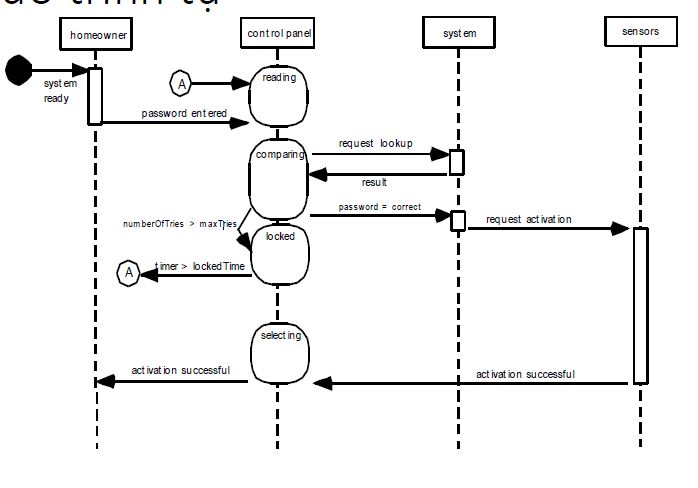 homeowner
control panel
system
sensors
system
ready
A
reading
password entered
comparing
request lookup
result
numberOfTries > maxTries
password = correct
request activation
locked
A
timer > lockedTime
selecting
activation successful
activation successful